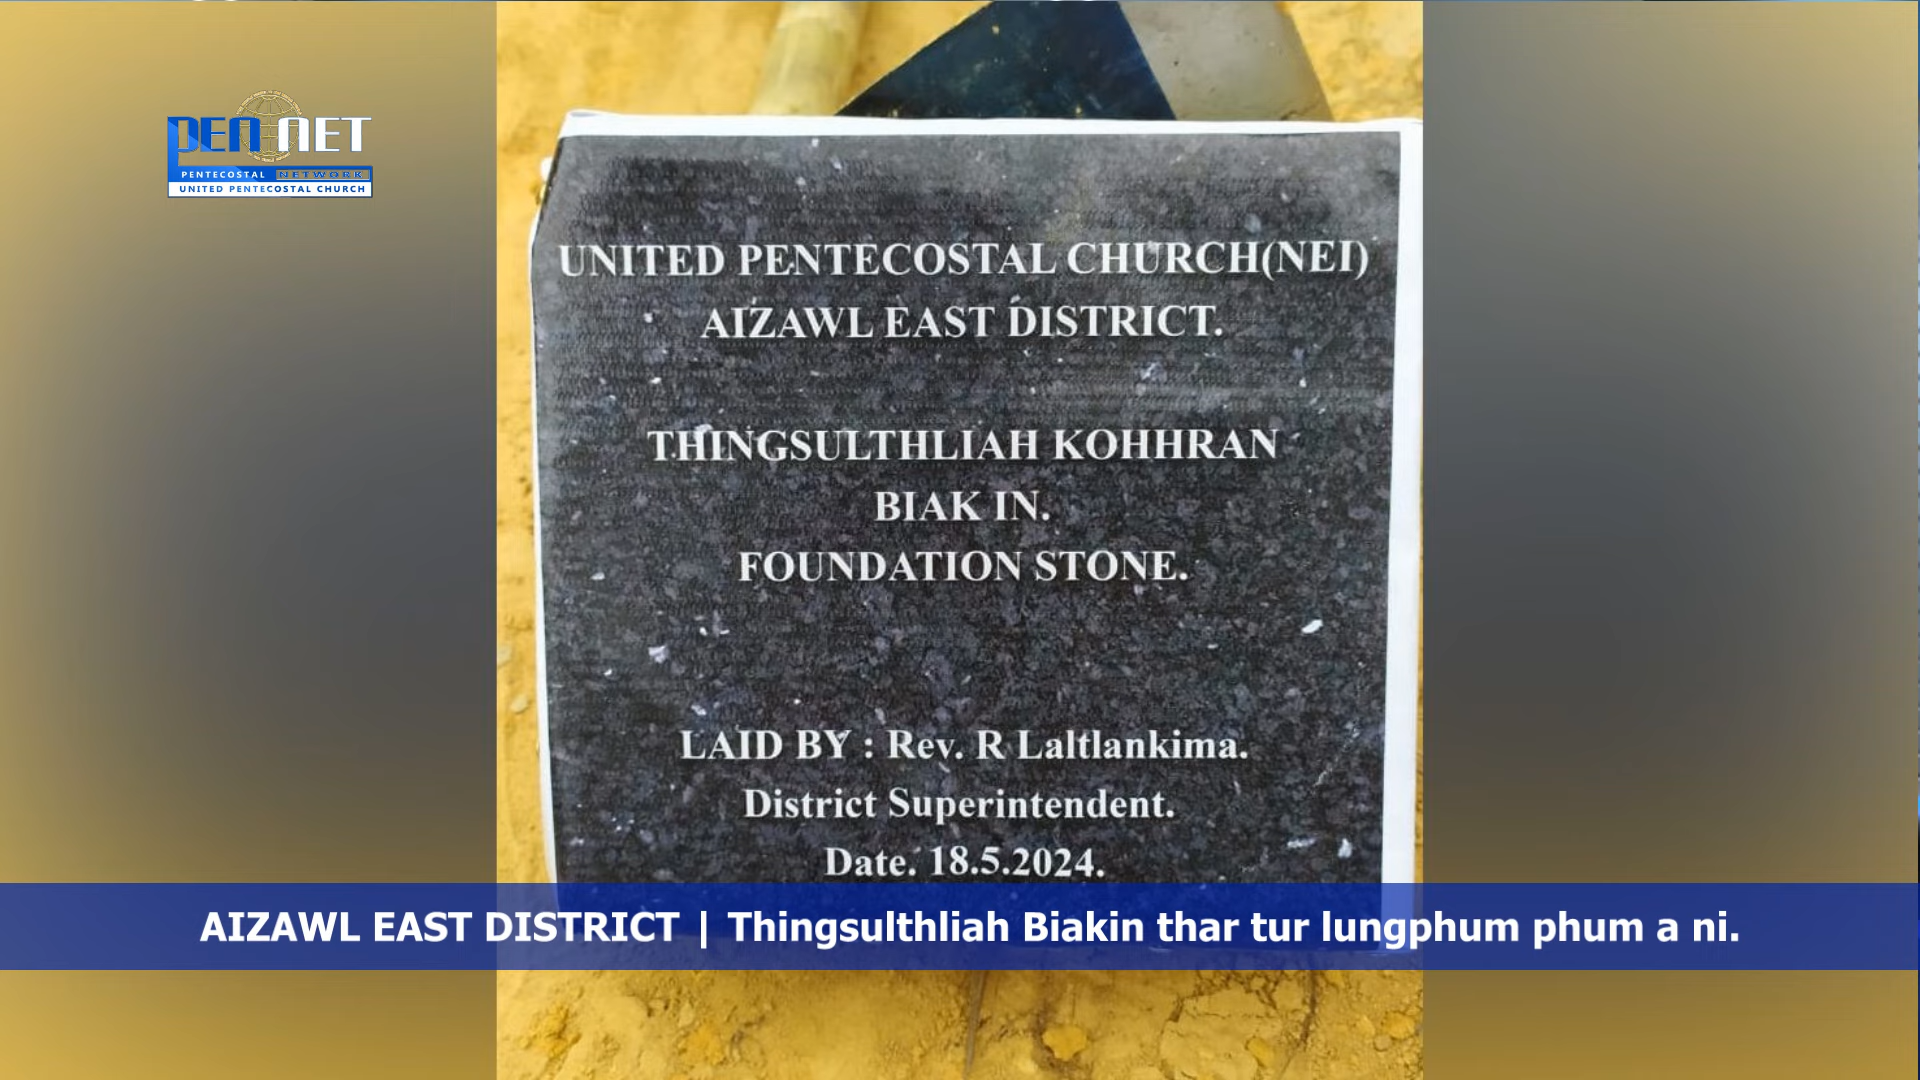 PEN NET
PENTECOSTAL NETWORK
UNITED PENTECOSTAL CHURCH
UNITED PENTECOSTAL CHURCH(NEI)
AIZAWL EAST DISTRICT.
THINGSULTHLIAH KOHHRAN
BIAK IN.
FOUNDATION STONE.
LAID BY : Rev. R Laltlankima.
District Superintendent.
Date. 18.5.2024.
AIZAWL EAST DISTRICT | Thingsulthliah Biakin thar tur lungphum phum a ni.